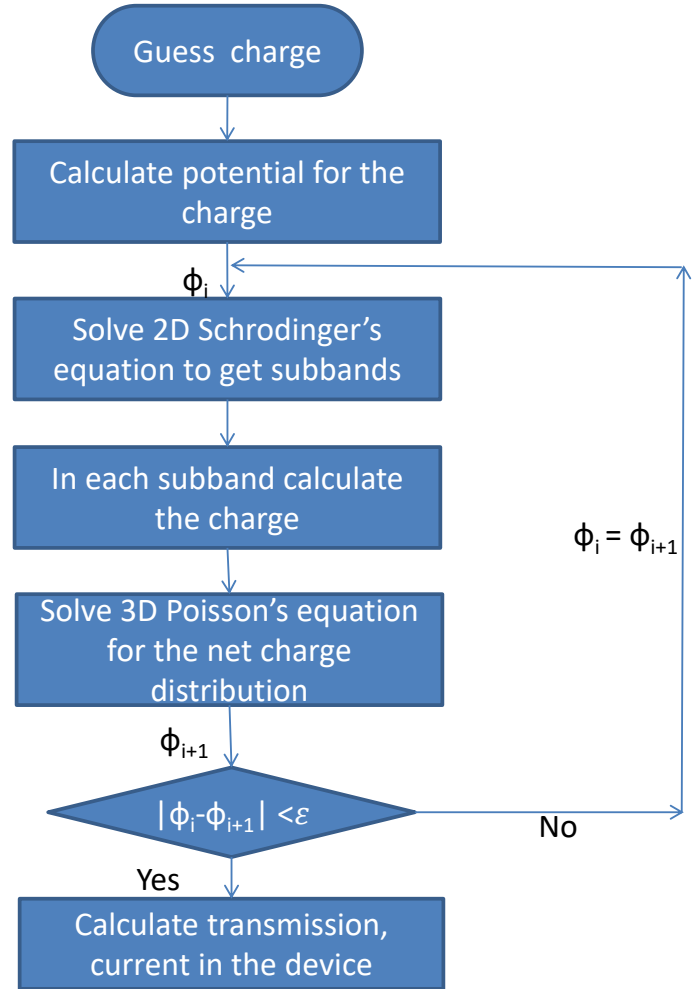 Guess charge
Calculate potential for the
charge
ϕi
Solve 2D Schrodinger's
equation to get subbands
In each subband calculate
the charge
ϕi = ϕi+1
Solve 3D Poisson's equation
for the net charge
distribution
ϕi+1
|ϕi-ϕi+1| <ε
No
Yes
Calculate transmission,
current in the device